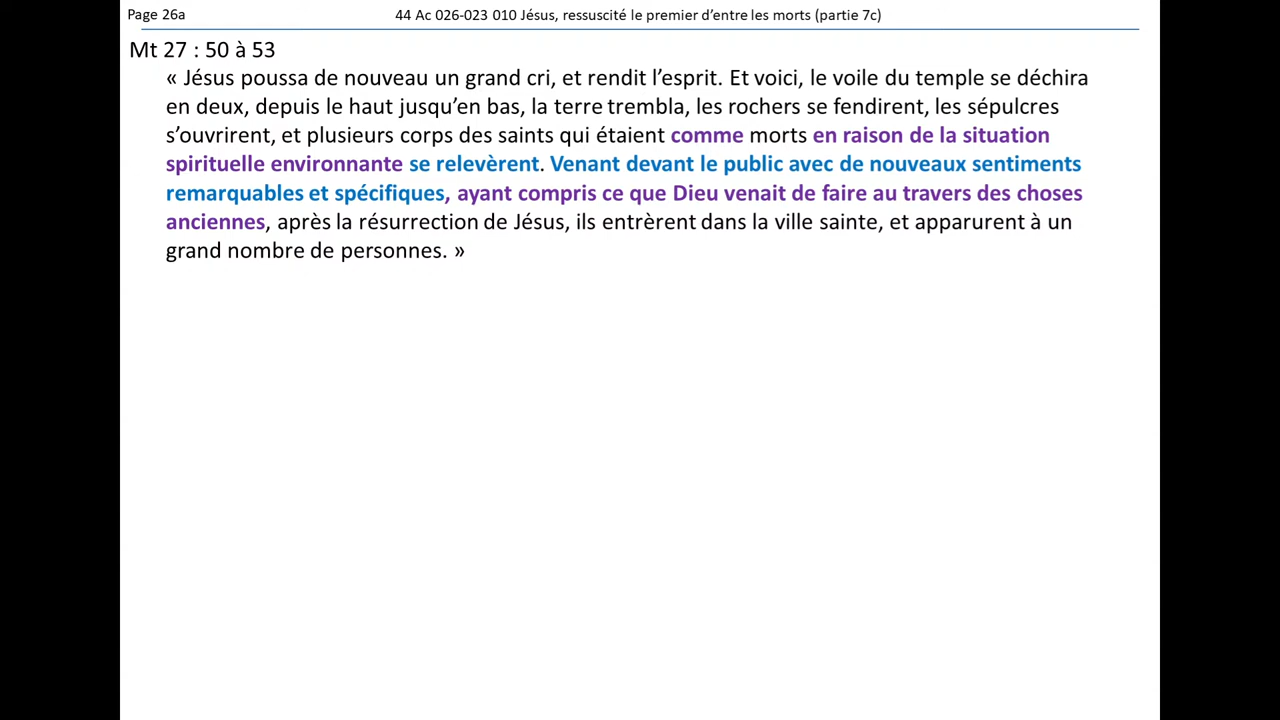 Page 26a
44 Ac 026-023 010 Jésus, ressuscité le premier d’entre les morts (partie 7c)
Mt 27 : 50 à 53
« Jésus poussa de nouveau un grand cri, et rendit l’esprit. Et voici, le voile du temple se déchira
en deux, depuis le haut jusqu’en bas, la terre trembla, les rochers se fendirent, les sépulcres
s’ouvrirent, et plusieurs corps des saints qui étaient comme morts en raison de la situation
spirituelle environnante se relevèrent. Venant devant le public avec de nouveaux sentiments
remarquables et spécifiques, ayant compris ce que Dieu venait de faire au travers des choses
anciennes, après la résurrection de Jésus, ils entrèrent dans la ville sainte, et apparurent à un
grand nombre de personnes. »